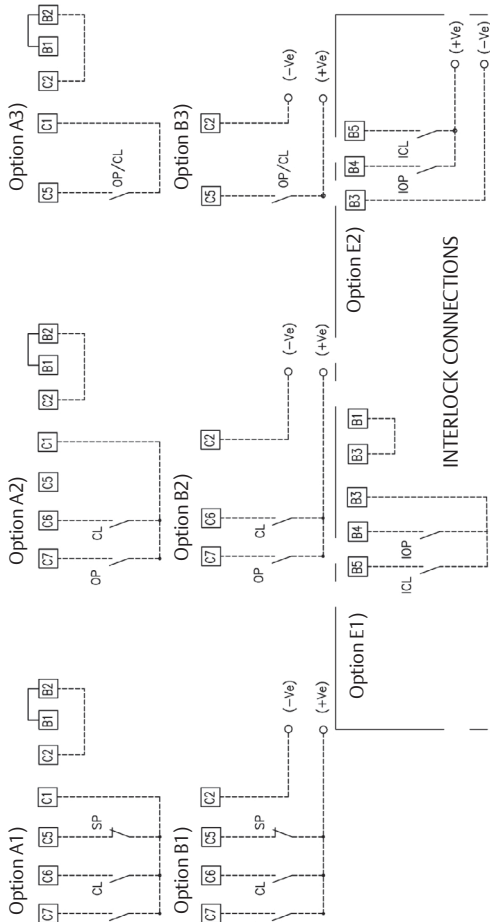 Option A1)
C7 C6 C5 C1 C2 B1 B2
CL SP
Option A2)
C7 C6 C5 C1 C2 B1 B2
OP CL
Option A3)
C5 C1 C2 B1 B2
OP/CL
Option B1)
C7 C6 C5 C2
CL SP
(-Ve)
(+Ve)
Option B2)
C7 C6 C2
OP CL
(-Ve)
(+Ve)
Option B3)
C5 C2
OP/CL
(-Ve)
(+Ve)
Option E1)
B5 B4 B3 B3 B1
ICL IOP
Option E2)
B3 B4 B5
IOP ICL
(+Ve)
(-Ve)
INTERLOCK CONNECTIONS